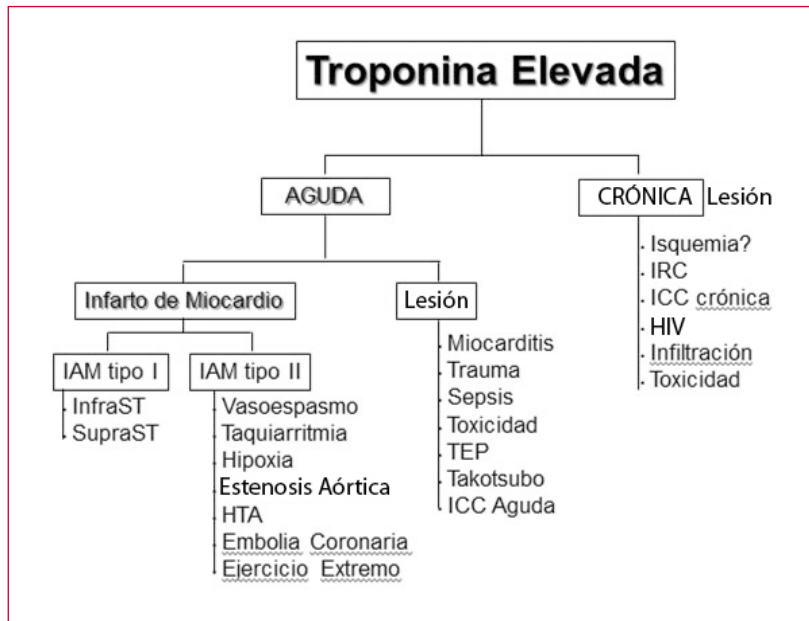 Troponina Elevada
AGUDA
CRÓNICA Lesión
Isquemia?
IRC
ICC crónica
HIV
Infiltración
Toxicidad
Infarto de Miocardio
Lesión
Miocarditis
Trauma
Sepsis
Toxicidad
TEP
Takotsubo
ICC Aguda
IAM tipo I
InfraST
SupraST
IAM tipo II
Vasoespasmo
Taquiarritmia
Hipoxia
Estenosis Aórtica
HTA
Embolia Coronaria
Ejercicio Extremo